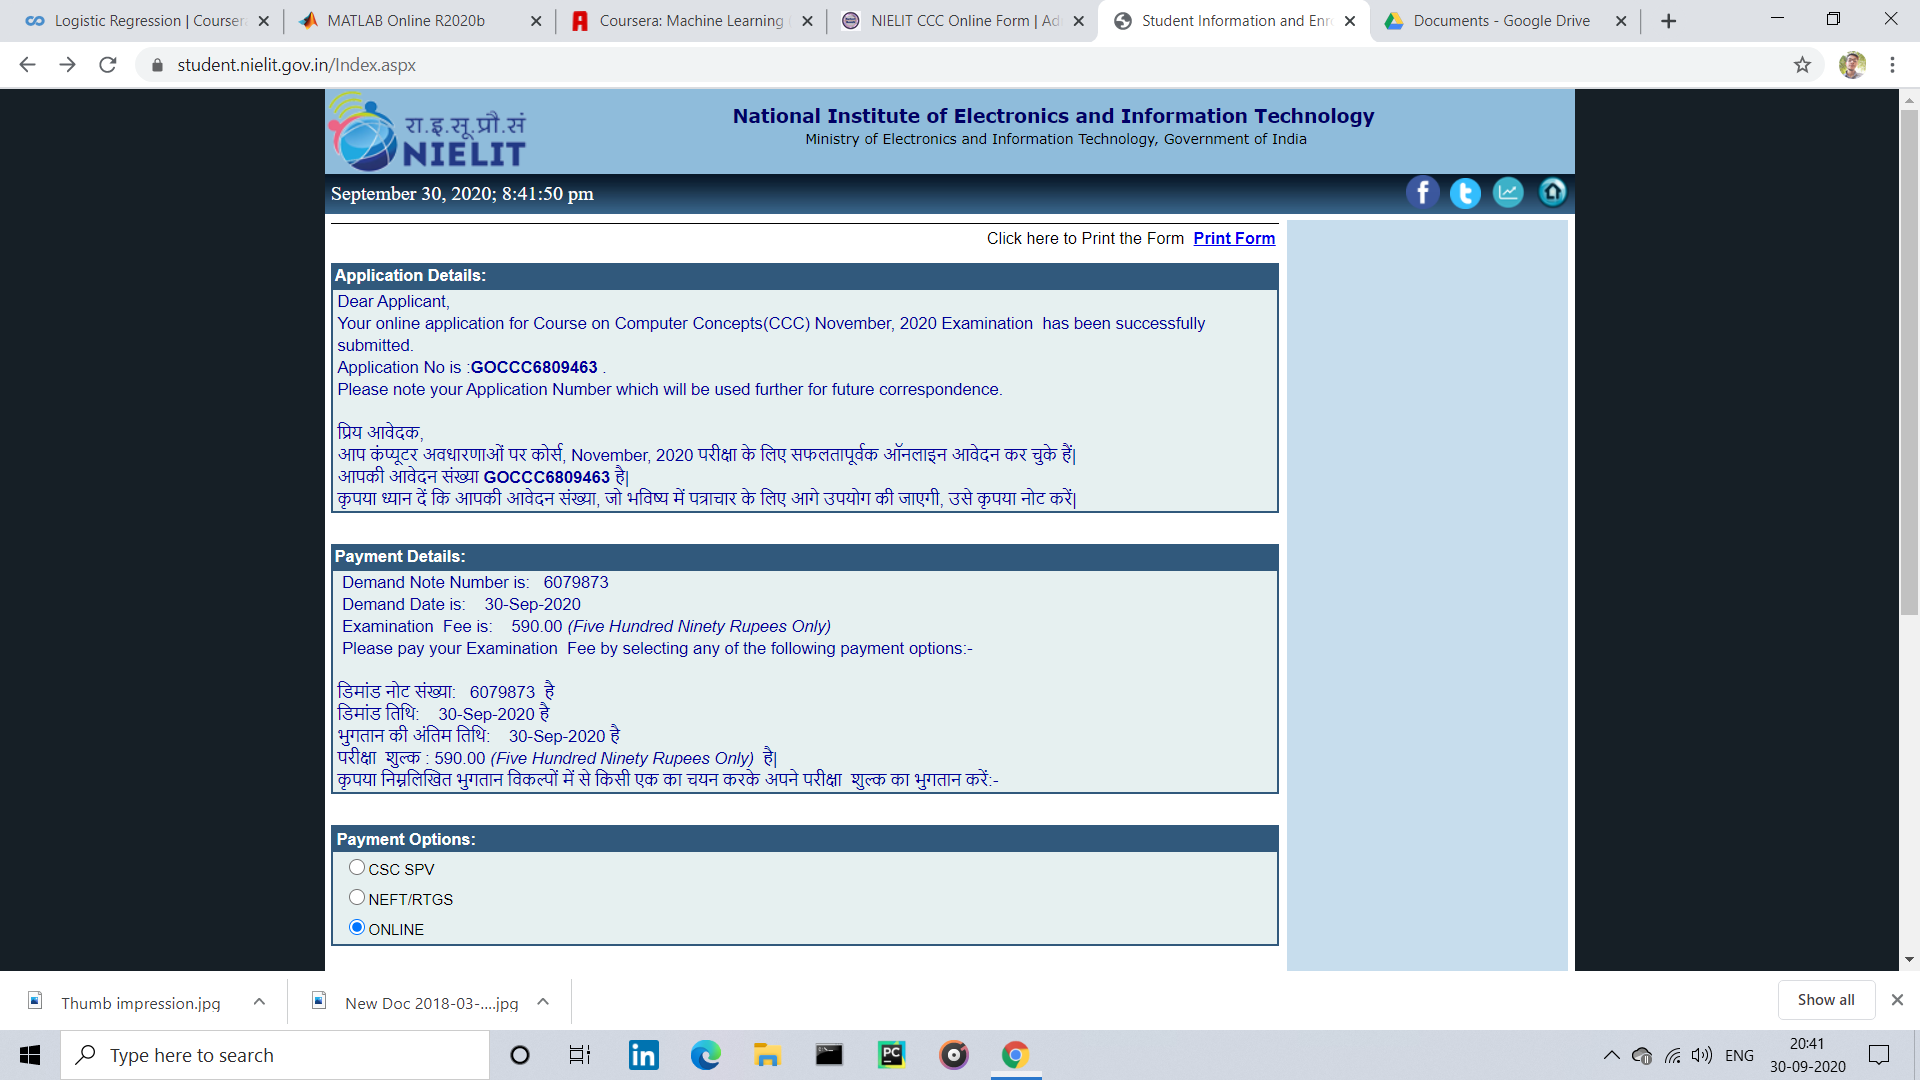 Logistic Regression | Courser
MATLAB Online R2020b
Coursera: Machine Learning
NIELIT CCC Online Form | Ad
Student Information and Enr
Documents - Google Drive
student.nielit.gov.in/Index.aspx
रा.इ.सू.प्रौ.सं
NIELIT
National Institute of Electronics and Information Technology
Ministry of Electronics and Information Technology, Government of India
September 30, 2020; 8:41:50 pm
Click here to Print the Form Print Form
Application Details:
Dear Applicant,
Your online application for Course on Computer Concepts(CCC) November, 2020 Examination has been successfully
submitted.
Application No is :GOCCC6809463 .
Please note your Application Number which will be used further for future correspondence.
प्रिय आवेदक,
आप कंप्यूटर अवधारणाओं पर कोर्स, November, 2020 परीक्षा के लिए सफलतापूर्वक ऑनलाइन आवेदन कर चुके हैं|
आपकी आवेदन संख्या GOCCC6809463 है|
कृपया ध्यान दें कि आपकी आवेदन संख्या, जो भविष्य में पत्राचार के लिए आगे उपयोग की जाएगी, उसे कृपया नोट करें|
Payment Details:
Demand Note Number is: 6079873
Demand Date is: 30-Sep-2020
Examination Fee is: 590.00 (Five Hundred Ninety Rupees Only)
Please pay your Examination Fee by selecting any of the following payment options:-
डिमांड नोट संख्या: 6079873 है
डिमांड तिथि: 30-Sep-2020 है
भुगतान की अंतिम तिथि: 30-Sep-2020 है
परीक्षा शुल्क : 590.00 (Five Hundred Ninety Rupees Only) है|
कृपया निम्नलिखित भुगतान विकल्पों में से किसी एक का चयन करके अपने परीक्षा शुल्क का भुगतान करें:-
Payment Options:
CSC SPV
NEFT/RTGS
ONLINE
Thumb impression.jpg
New Doc 2018-03-....jpg
Show all
Type here to search
ENG
20:41
30-09-2020